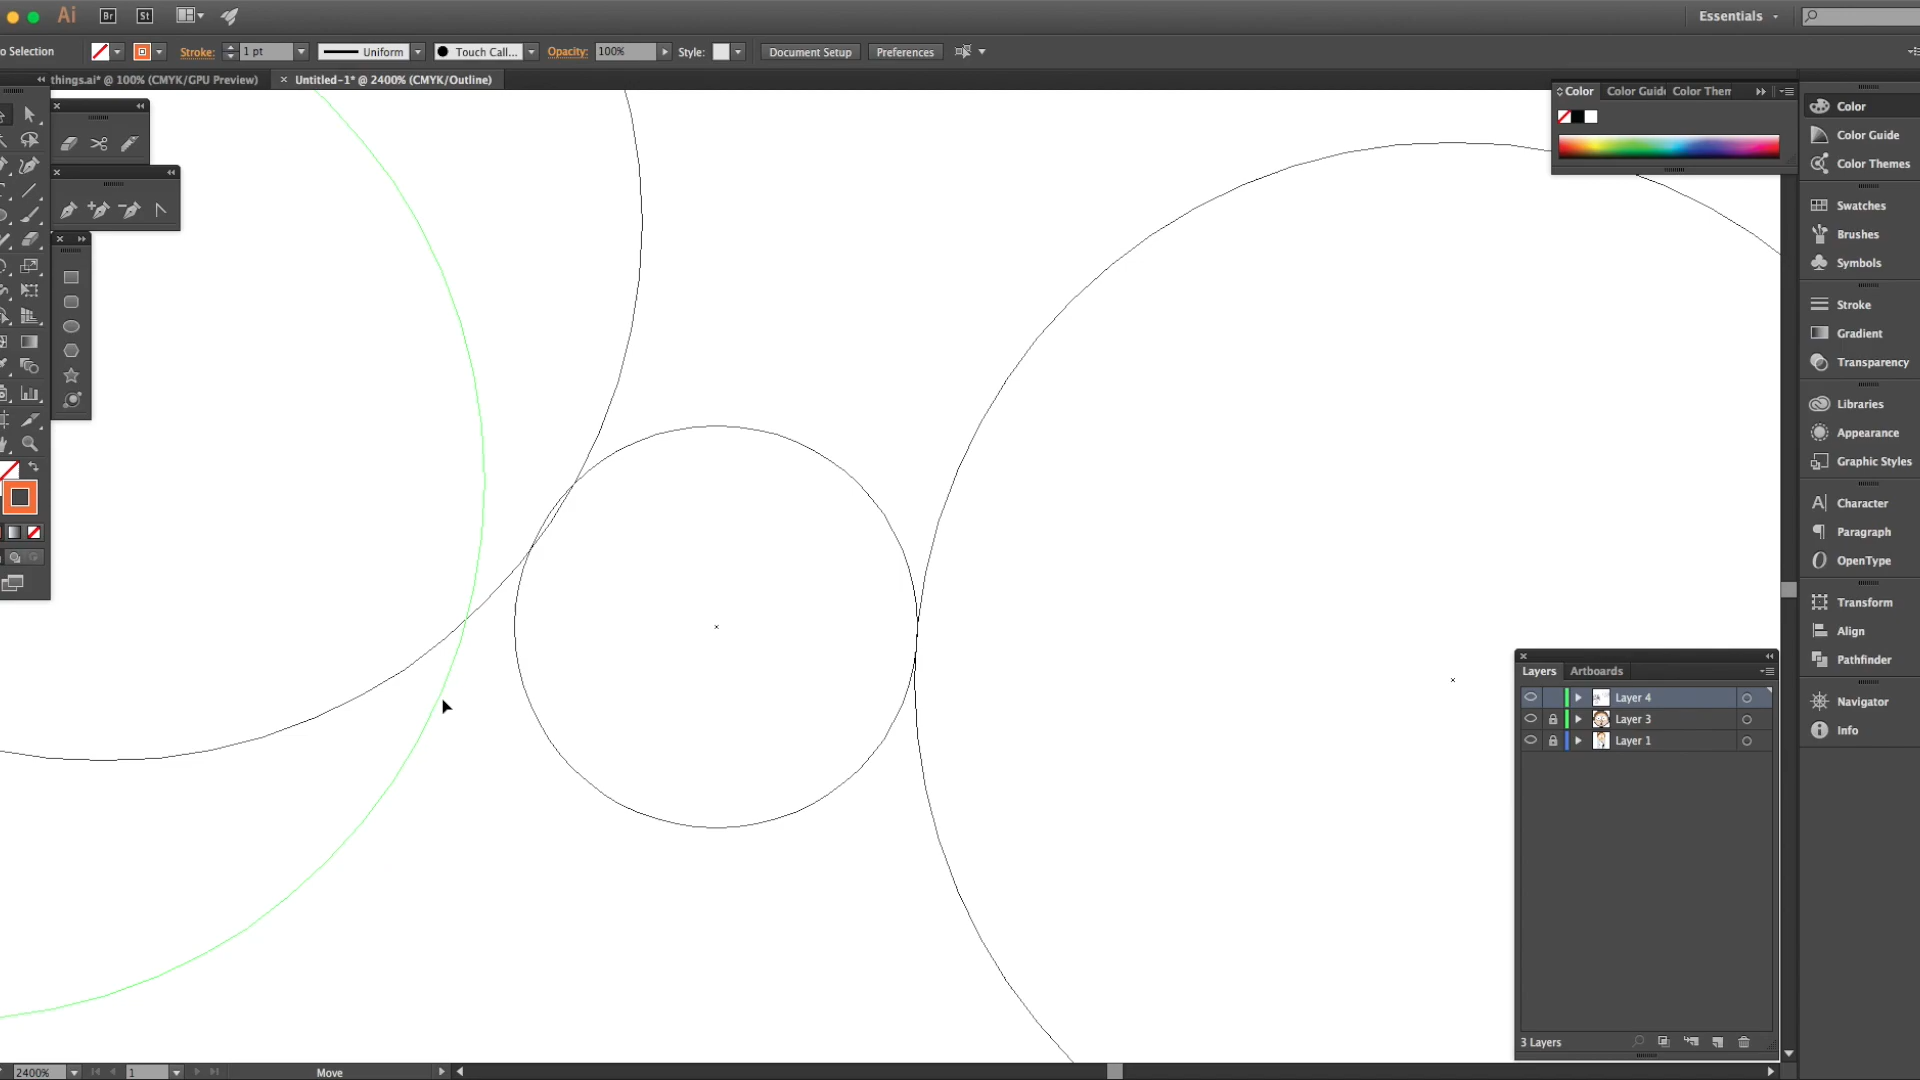 Ai Br St Essentials
o Selection Stroke: 1 pt Uniform Touch Call... Opacity: 100% Style: Document Setup Preferences
things.ai* @ 100% (CMYK/GPU Preview) × Untitled-1* @ 2400% (CMYK/Outline)
Color Color Guide Color Them
Color
Color Guide
Color Themes
Swatches
Brushes
Symbols
Stroke
Gradient
Transparency
Libraries
Appearance
Graphic Styles
Character
Paragraph
OpenType
Transform
Align
Pathfinder
Navigator
Info
Layers Artboards
Layer 4
Layer 3
Layer 1
3 Layers
2400% 1 Move